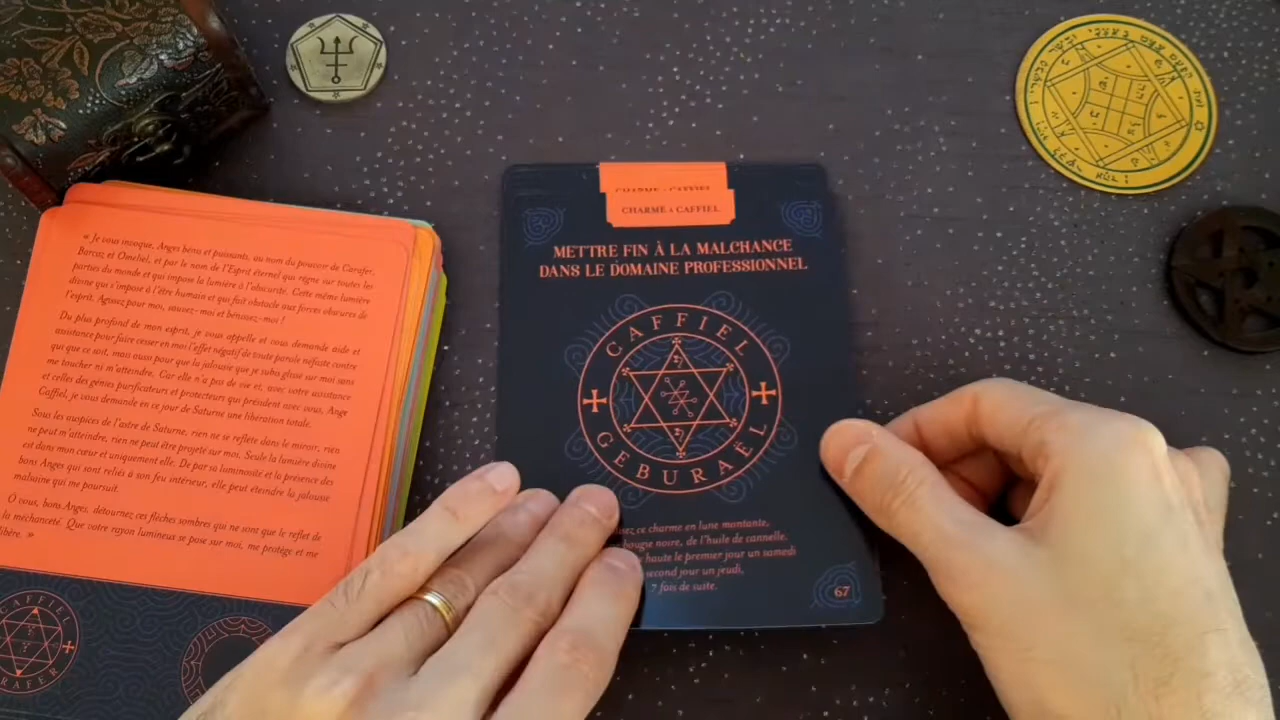 « Je vous invoque, Anges bénis et puissants, au nom du pouvoir de Carafer,
Barcoz et Omeliel, et par le nom de l'Esprit éternel qui règne sur toutes les
parties du monde et qui impose la lumière à l'obscurité. Cette même lumière
divine qui s'impose à l'être humain et qui fait obstacle aux forces obscures de
l'esprit. Agissez pour moi, sauvez-moi et bénissez-moi !
Du plus profond de mon esprit, je vous appelle et vous demande aide et
assistance pour faire cesser en moi l'effet négatif de toute parole néfaste contre
qui que ce soit, mais aussi pour que la jalousie que je subis glisse sur moi sans
me toucher ni m'atteindre. Car elle n'a pas de vie et, avec votre assistance
et celles des génies purificateurs et protecteurs qui président avec vous, Ange
Caffiel, je vous demande en ce jour de Saturne une libération totale.
Sous les auspices de l'astre de Saturne, rien ne se reflète dans le miroir, rien
ne peut m'atteindre, rien ne peut être projeté sur moi. Seule la lumière divine
est dans mon cœur et uniquement elle. De par sa luminosité et la présence des
bons Anges qui sont reliés à son feu intérieur, elle peut éteindre la jalousie
malsaine qui me poursuit.
Ô vous, bons Anges, détournez ces flèches sombres qui ne sont que le reflet de
la méchanceté. Que votre rayon lumineux se pose sur moi, me protège et me
libère. »
CAFFIEL
RAFER
CHARME à CAFFIEL
CHARME à CAFFIEL
METTRE FIN À LA MALCHANCE
DANS LE DOMAINE PROFESSIONNEL
CAFFIEL
GEBURAËL
ce charme en lune montante,
bougie noire, de l'huile de cannelle.
haute le premier jour un samedi
second jour un jeudi,
7 fois de suite.
67